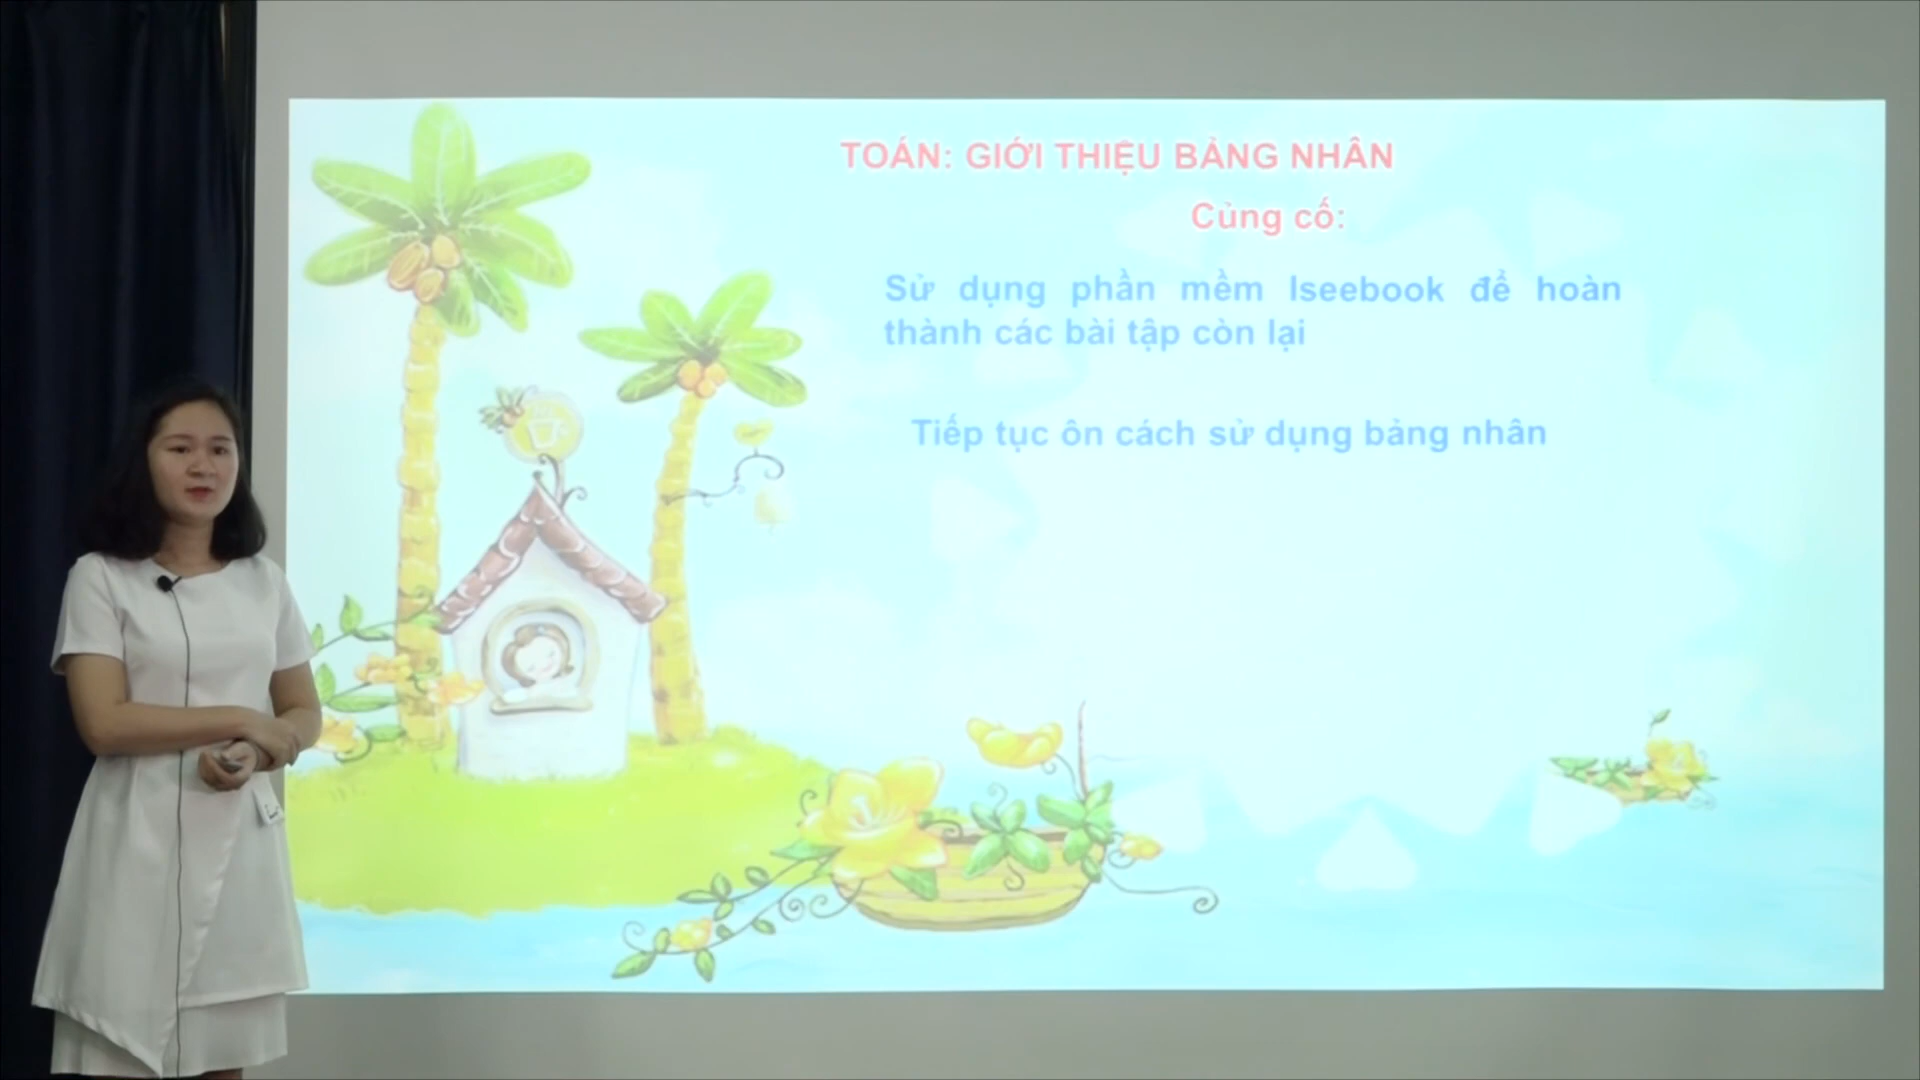 TOÁN: GIỚI THIỆU BẢNG NHÂN
Củng cố:
Sử dụng phần mềm Iseebook để hoàn
thành các bài tập còn lại
Tiếp tục ôn cách sử dụng bảng nhân